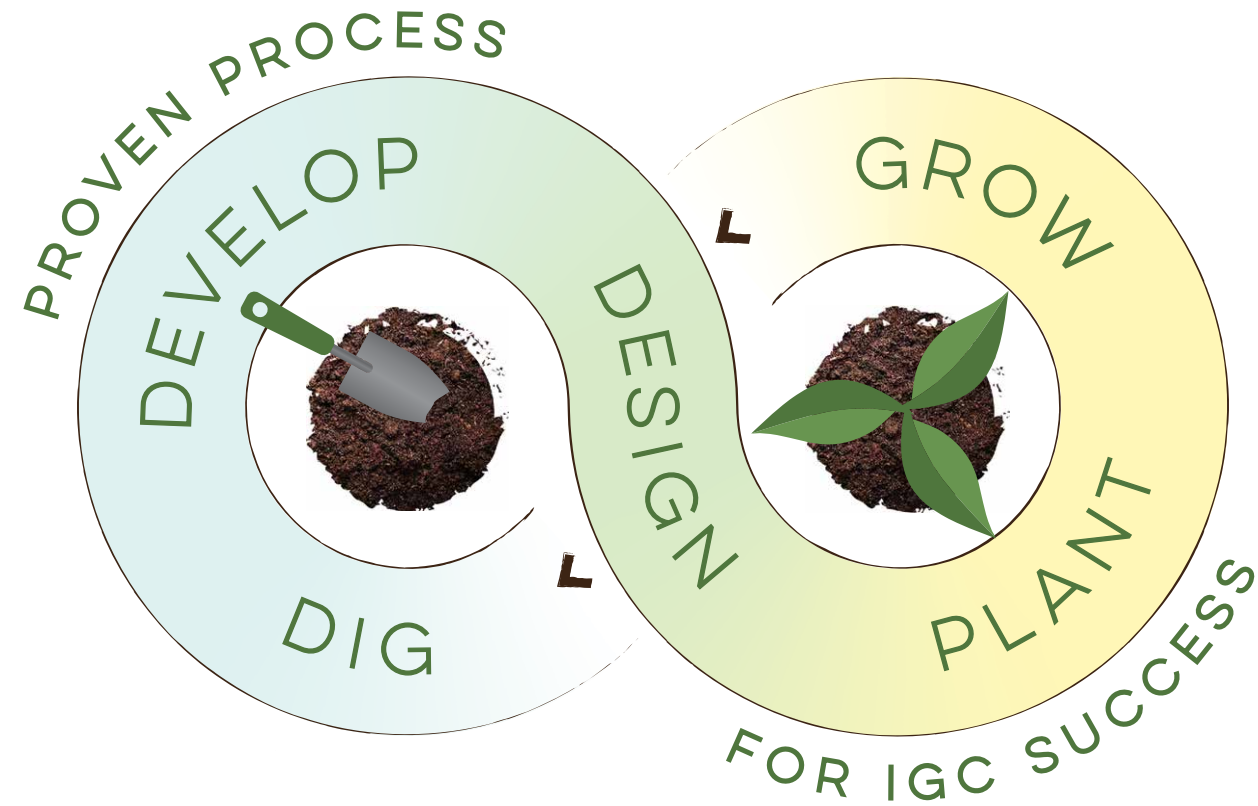 PROVEN PROCESS
DIG
DEVELOP
DESIGN
PLANT
GROW
FOR IGC SUCCESS